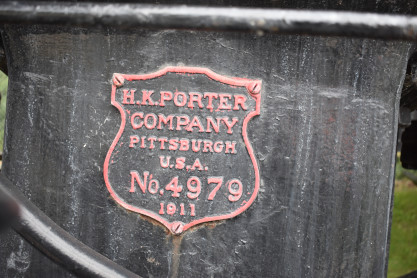 H.K.PORTER
COMPANY
PITTSBURGH
U.S.A.
No.4979
1911